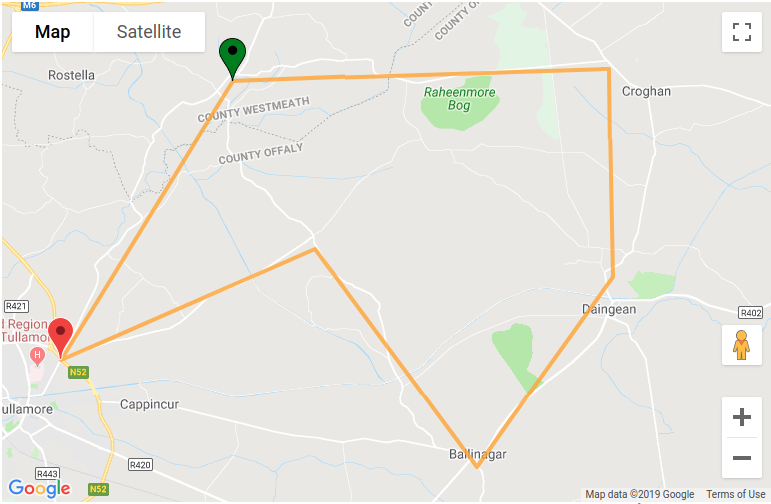 M6
Map
Satellite
COUNTY
COUNTY O
Rostella
Raheenmore
Bog
Croghan
COUNTY WESTMEATH
COUNTY OFFALY
R421
d Region
Tullamo
H
Daingean
R402
N52
ullamore
Cappincur
Ballinagar
R420
R443
N52
Google
Map data ©2019 Google
Terms of Use